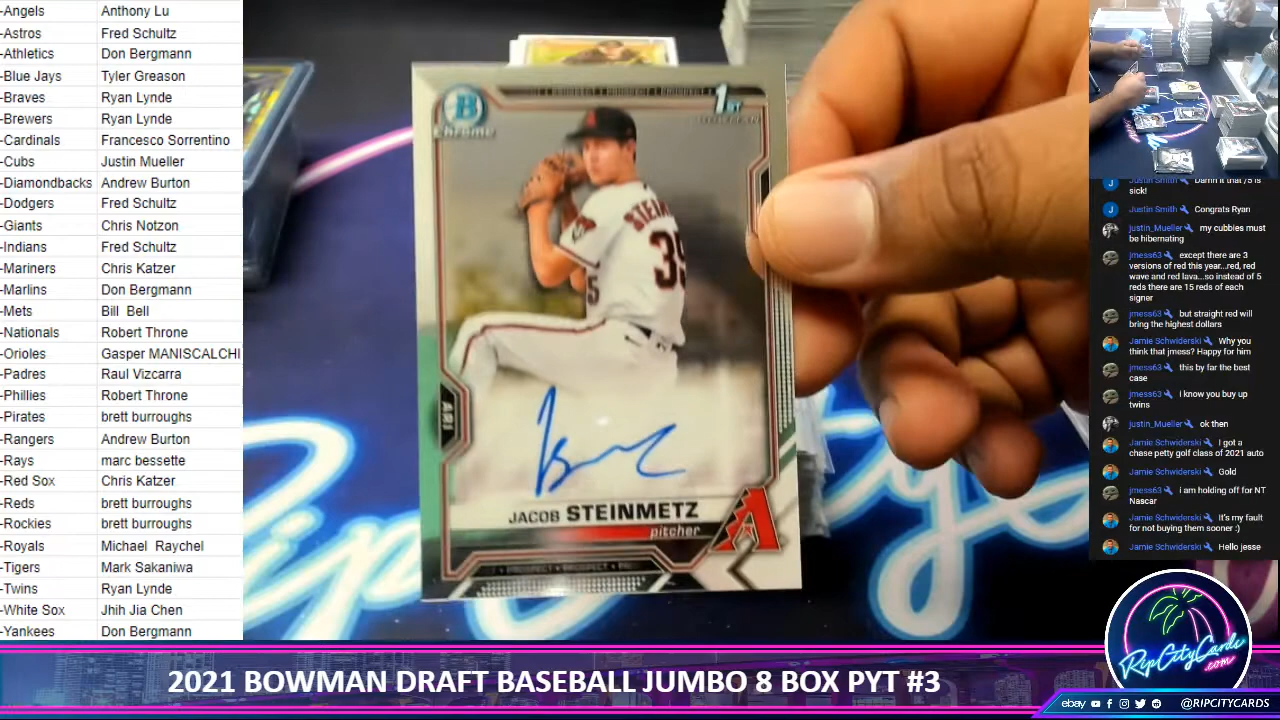 -Angels Anthony Lu
-Astros Fred Schultz
-Athletics Don Bergmann
-Blue Jays Tyler Greason
-Braves Ryan Lynde
-Brewers Ryan Lynde
-Cardinals Francesco Sorrentino
-Cubs Justin Mueller
-Diamondbacks Andrew Burton
-Dodgers Fred Schultz
-Giants Chris Notzon
-Indians Fred Schultz
-Mariners Chris Katzer
-Marlins Don Bergmann
-Mets Bill Bell
-Nationals Robert Throne
-Orioles Gasper MANISCALCHI
-Padres Raul Vizcarra
-Phillies Robert Throne
-Pirates brett burroughs
-Rangers Andrew Burton
-Rays marc bessette
-Red Sox Chris Katzer
-Reds brett burroughs
-Rockies brett burroughs
-Royals Michael Raychel
-Tigers Mark Sakaniwa
-Twins Ryan Lynde
-White Sox Jhih Jia Chen
-Yankees Don Bergmann
B
chrome
1ST
BOWMAN
STEINM
39
5
ARI
JACOB STEINMETZ
pitcher
Justin Smith Damn it that /5 is
sick!
J Justin Smith Congrats Ryan
justin_Mueller my cubbies must
be hibernating
jmess63 except there are 3
versions of red this year...red, red
wave and red lava...so instead of 5
reds there are 15 reds of each
signer
jmess63 but straight red will
bring the highest dollars
Jamie Schwiderski Why you
think that jmess? Happy for him
jmess63 this by far the best
case
jmess63 I know you buy up
twins
justin_Mueller ok then
Jamie Schwiderski I got a
chase petty golf class of 2021 auto
Jamie Schwiderski Gold
jmess63 i am holding off for NT
Nascar
Jamie Schwiderski It's my fault
for not buying them sooner :)
Jamie Schwiderski Hello jesse
RipCityCards
.com
2021 BOWMAN DRAFT BASEBALL JUMBO 8 BOX PYT #3
ebay @RIPCITYCARDS